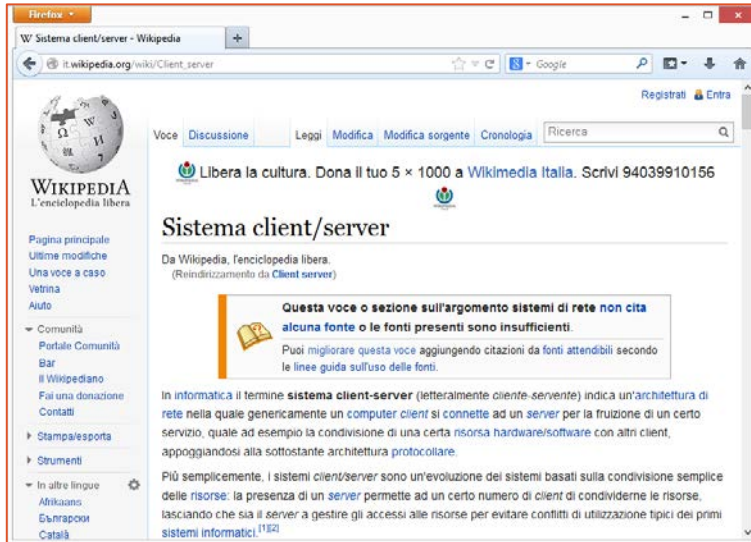 Firefox
W Sistema client/server - Wikipedia
it.wikipedia.org/wiki/Client_server
Google
Registrati Entra
Voce Discussione Leggi Modifica Modifica sorgente Cronologia Ricerca
Libera la cultura. Dona il tuo 5 × 1000 a Wikimedia Italia. Scrivi 94039910156
WIKIPEDIA
L'enciclopedia libera
Pagina principale
Ultime modifiche
Una voce a caso
Vetrina
Aiuto
Comunità
Portale Comunità
Bar
Il Wikipediano
Fai una donazione
Contatti
Stampa/esporta
Strumenti
In altre lingue
Afrikaans
Български
Català
Sistema client/server
Da Wikipedia, l'enciclopedia libera.
(Reindirizzamento da Client server)
Questa voce o sezione sull'argomento sistemi di rete non cita
alcuna fonte o le fonti presenti sono insufficienti.
Puoi migliorare questa voce aggiungendo citazioni da fonti attendibili secondo
le linee guida sull'uso delle fonti.
In informatica il termine sistema client-server (letteralmente cliente-servente) indica un'architettura di
rete nella quale genericamente un computer client si connette ad un server per la fruizione di un certo
servizio, quale ad esempio la condivisione di una certa risorsa hardware/software con altri client,
appoggiandosi alla sottostante architettura protocollare.
Più semplicemente, i sistemi client/server sono un'evoluzione dei sistemi basati sulla condivisione semplice
delle risorse: la presenza di un server permette ad un certo numero di client di condividerne le risorse,
lasciando che sia il server a gestire gli accessi alle risorse per evitare conflitti di utilizzazione tipici dei primi
sistemi informatici.[1][2]